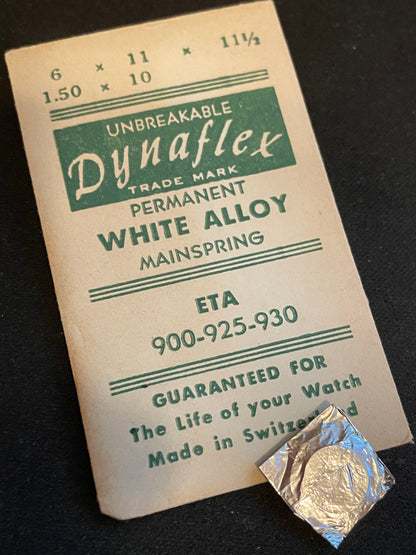 6 x 11 x 11½
1.50 x 10
UNBREAKABLE
Dynaflex
TRADE MARK
PERMANENT
WHITE ALLOY
MAINSPRING
ETA
900-925-930
GUARANTEED FOR
The Life of your Watch
Made in Switzerland